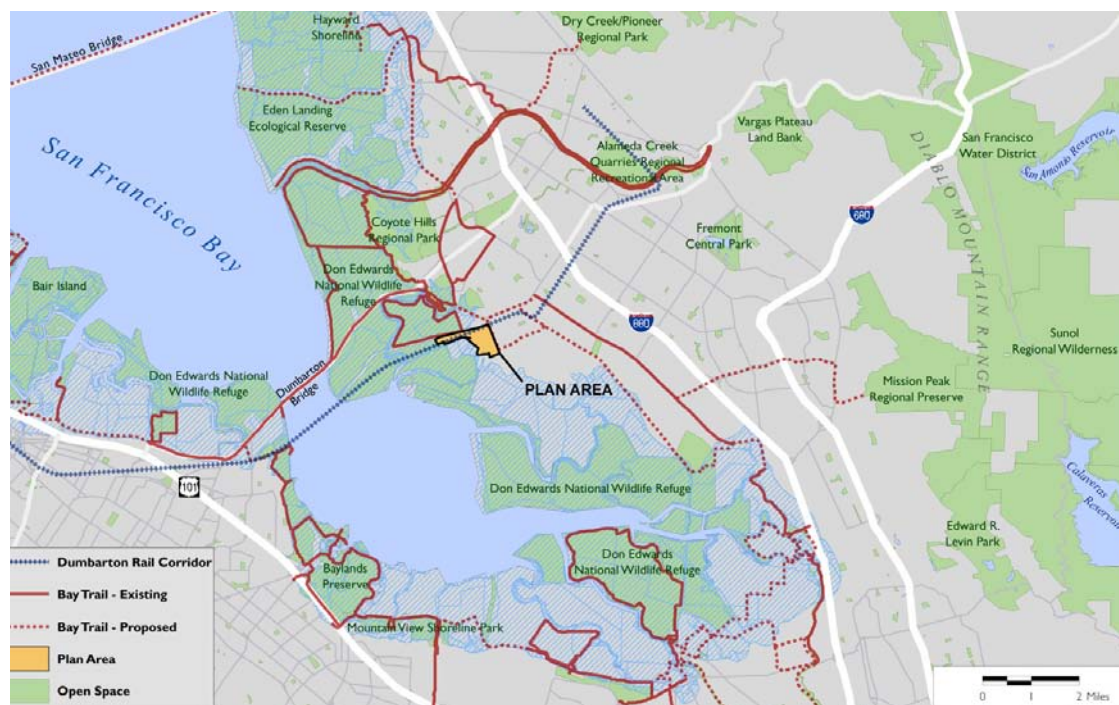 Hayward
Shoreline
Dry Creek/Pioneer
Regional Park
San Mateo Bridge
Eden Landing
Ecological Reserve
Vargas Plateau
Land Bank
San Francisco
Water District
San Antonio Reservoir
Alameda Creek
Quarries Regional
Recreational Area
DIABLO MOUNTAIN RANGE
San Francisco Bay
680
Coyote Hills
Regional Park
Fremont
Central Park
Don Edwards
National Wildlife
Refuge
Bair Island
880
Sunol
Regional Wilderness
Don Edwards National
Wildlife Refuge
Dumbarton
Bridge
PLAN AREA
Mission Peak
Regional Preserve
Calaveras
Reservoir
101
Don Edwards National Wildlife Refuge
Edward R.
Levin Park
Don Edwards
National Wildlife Refuge
Baylands
Preserve
Mountain View Shoreline Park
Dumbarton Rail Corridor
Bay Trail - Existing
Bay Trail - Proposed
Plan Area
Open Space
0 1 2 Miles